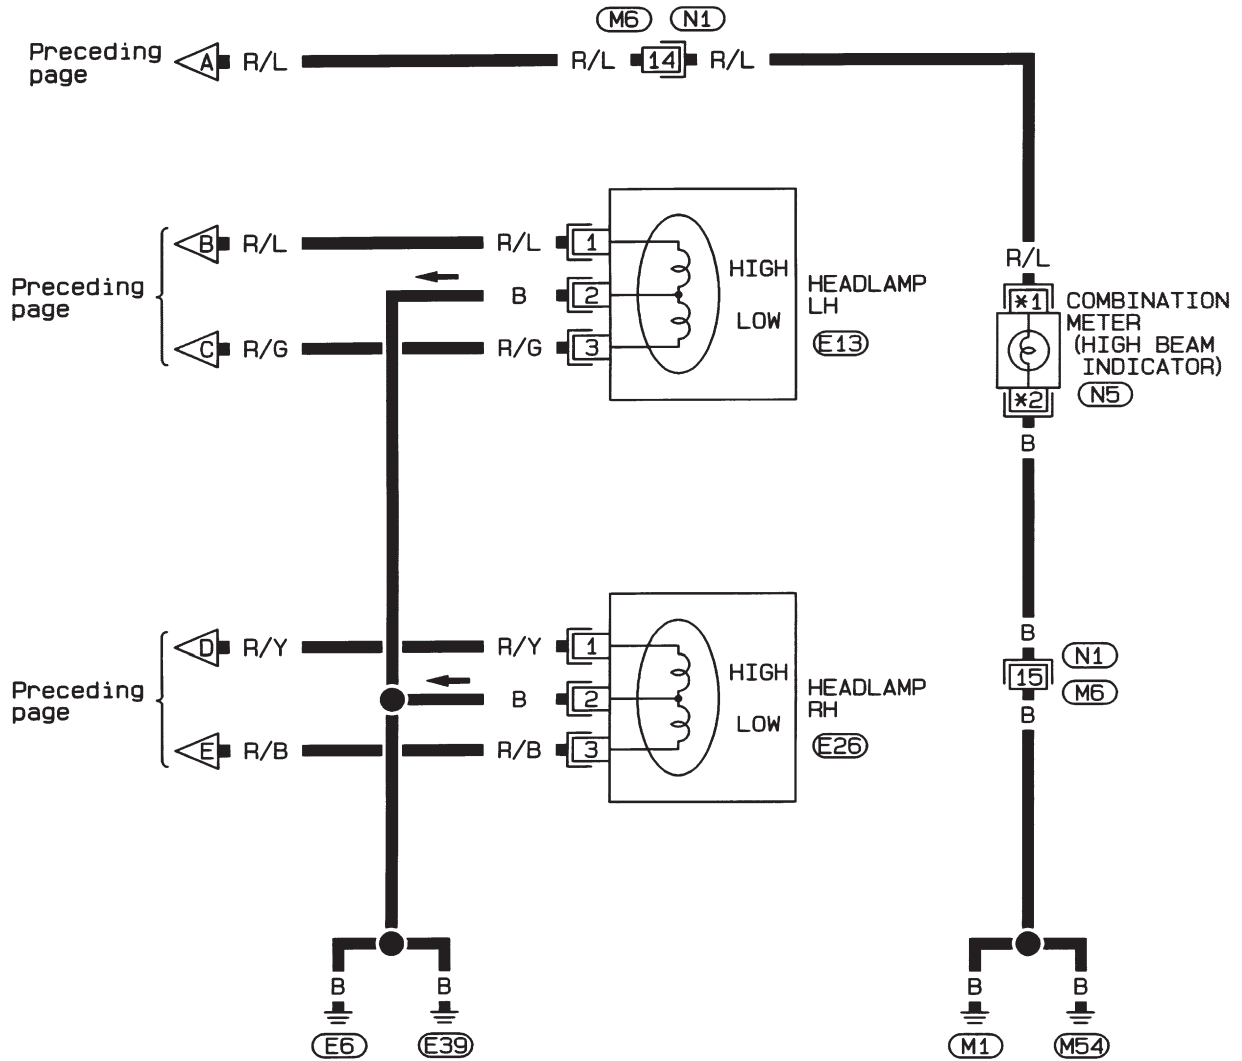 M6 N1
Preceding
page
A R/L R/L 14 R/L
B R/L R/L 1
HIGH
R/L
Preceding
page
B 2
HEADLAMP
LH
LOW
*1 COMBINATION
METER
(HIGH BEAM
INDICATOR)
C R/G R/G 3
E13
*2 N5
B
D R/Y R/Y 1
HIGH
B
N1
Preceding
page
B 2
HEADLAMP
RH
LOW
15
M6
E R/B R/B 3
E26
B
B B B B
E6 E39 M1 M54